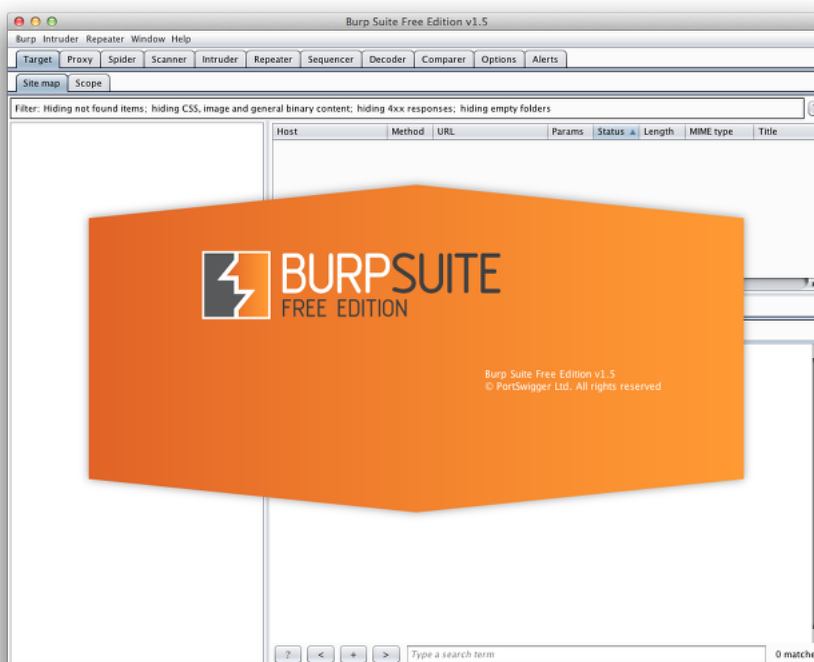 Burp Suite Free Edition v1.5
Burp Intruder Repeater Window Help
Target Proxy Spider Scanner Intruder Repeater Sequencer Decoder Comparer Options Alerts
Site map Scope
Filter: Hiding not found items; hiding CSS, image and general binary content; hiding 4xx responses; hiding empty folders
Host Method URL Params Status ▲ Length MIME type Title
BURPSUITE
FREE EDITION
Burp Suite Free Edition v1.5
© PortSwigger Ltd. All rights reserved
? < + > Type a search term 0 matche